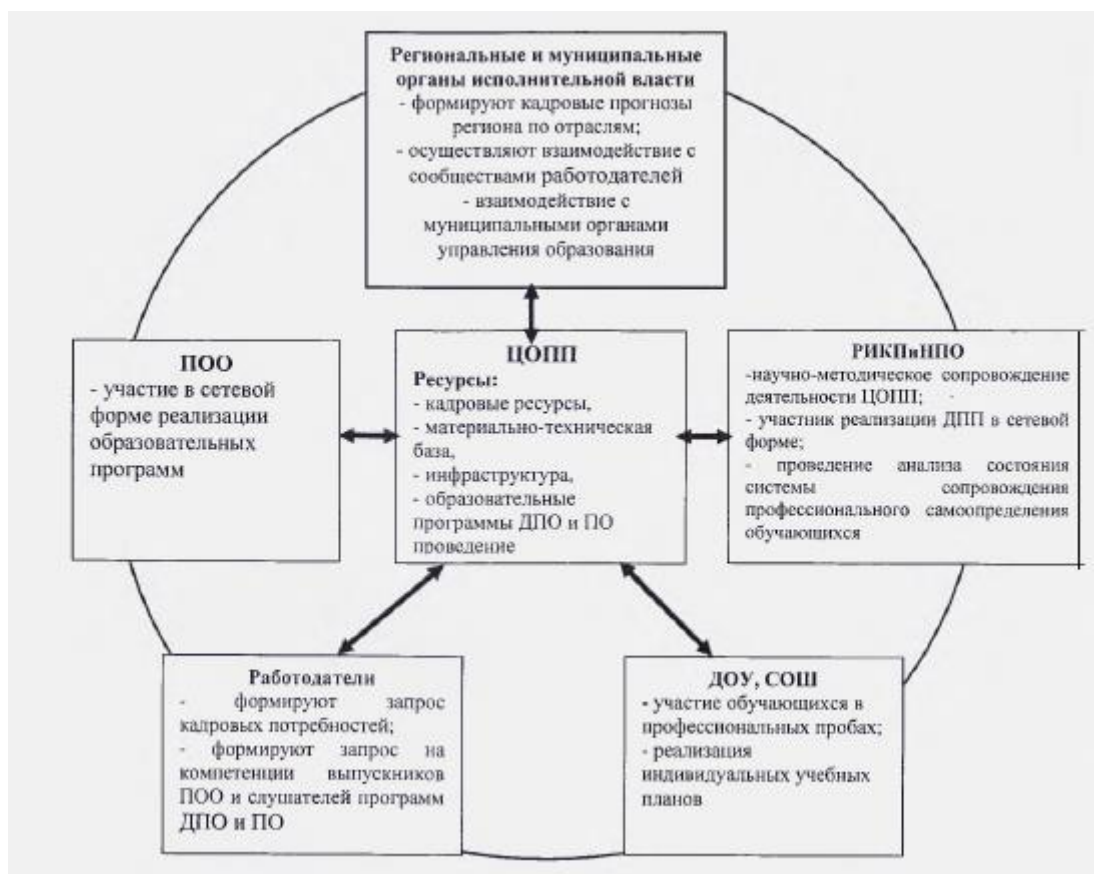 Региональные и муниципальные
органы исполнительной власти
- формируют кадровые прогнозы
региона по отраслям;
- осуществляют взаимодействие с
сообществами работодателей
- взаимодействие с
муниципальными органами
управления образования
ПОО
- участие в сетевой
форме реализации
образовательных
программ
ЦОПП
Ресурсы:
- кадровые ресурсы,
- материально-техническая
база,
- инфраструктура,
- образовательные
программы ДПО и ПО
проведение
РИКПиНПО
-научно-методическое сопровождение
деятельности ЦОПП;
- участник реализации ДПП в сетевой
форме;
- проведение анализа состояния
системы сопровождения
профессионального самоопределения
обучающихся
Работодатели
- формируют запрос
кадровых потребностей;
- формируют запрос на
компетенции выпускников
ПОО и слушателей программ
ДПО и ПО
ДОУ, СОШ
- участие обучающихся в
профессиональных пробах;
- реализация
индивидуальных учебных
планов